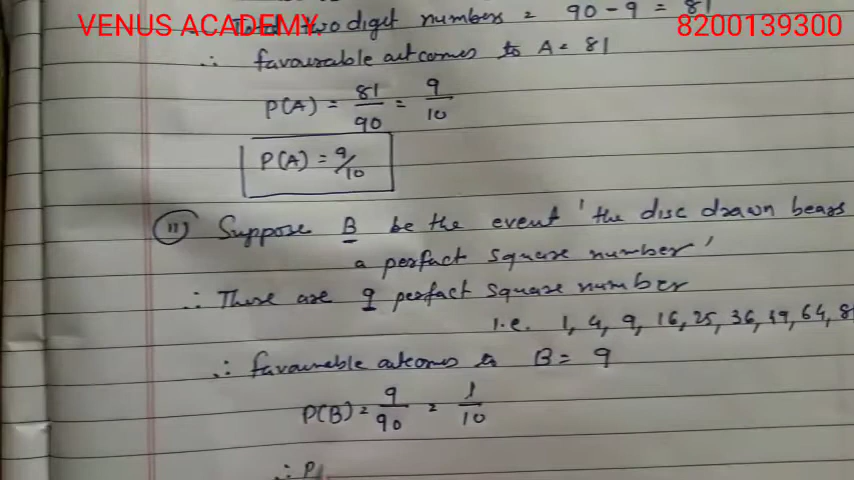 VENUS ACADEMY 8200139300
two digit numbers = 90 - 9 = 81
∴ favourable outcomes to A = 81
P(A) = 81/90 = 9/10
P(A) = 9/10
(ii) Suppose B be the event 'the disc drawn bears
a perfect square number'
∴ There are 9 perfect square number
i.e. 1, 4, 9, 16, 25, 36, 49, 64, 8
∴ favourable outcomes to B = 9
P(B) = 9/90 = 1/10
∴ P